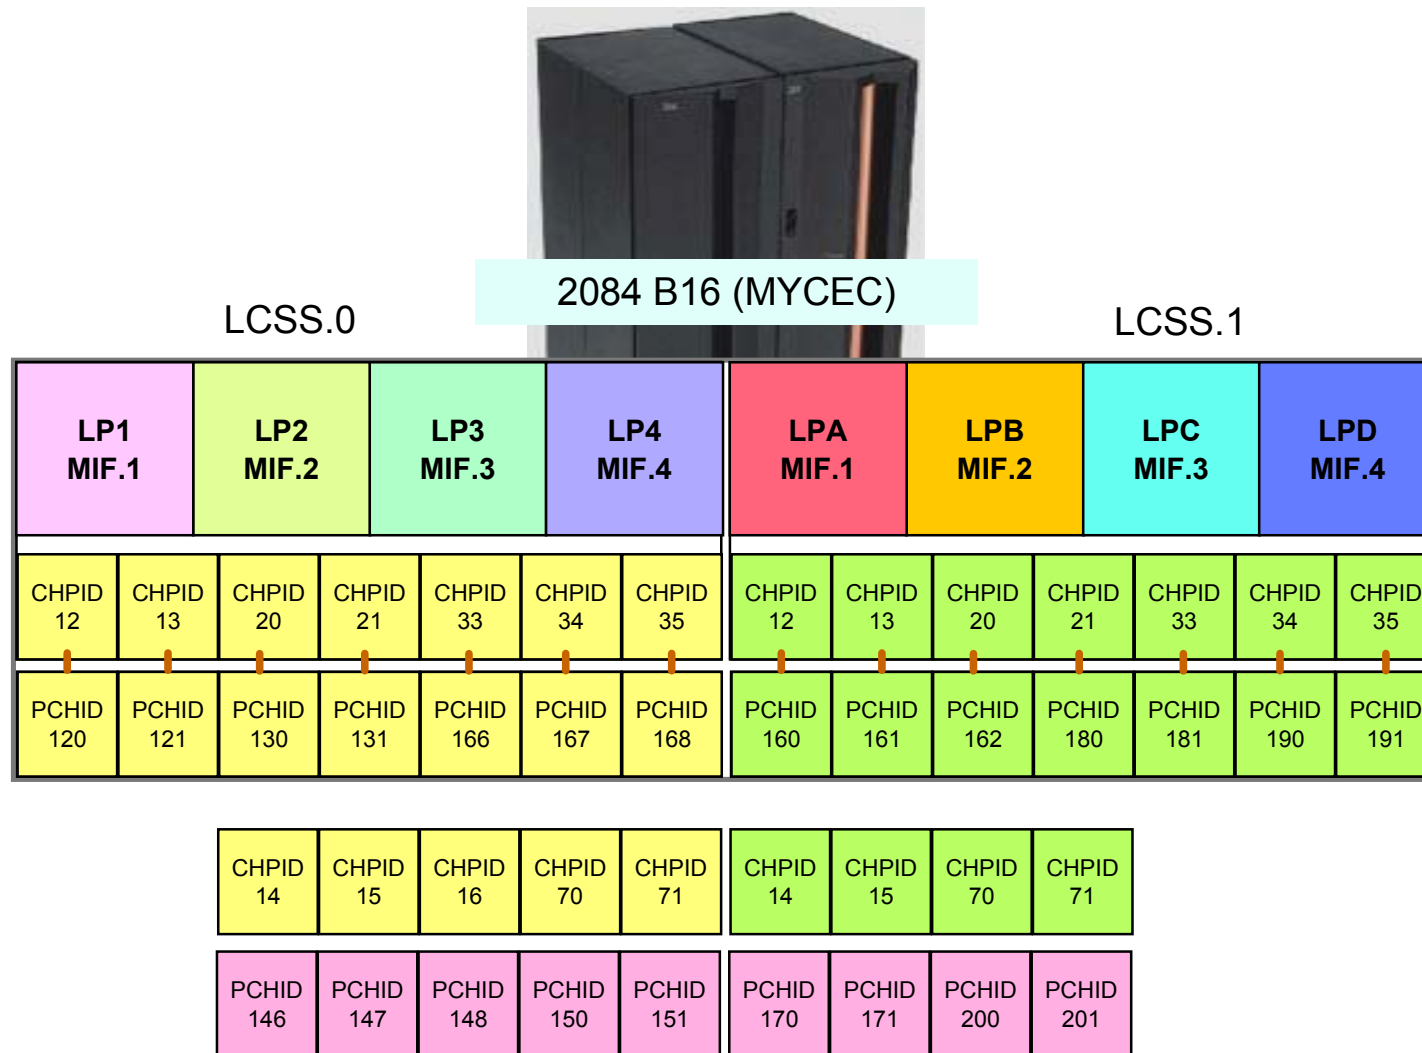 2084 B16 (MYCEC)
LCSS.0 LCSS.1
LP1 LP2 LP3 LP4 LPA LPB LPC LPD
MIF.1 MIF.2 MIF.3 MIF.4 MIF.1 MIF.2 MIF.3 MIF.4
CHPID CHPID CHPID CHPID CHPID CHPID CHPID CHPID CHPID CHPID CHPID CHPID CHPID CHPID
12 13 20 21 33 34 35 12 13 20 21 33 34 35
PCHID PCHID PCHID PCHID PCHID PCHID PCHID PCHID PCHID PCHID PCHID PCHID PCHID PCHID
120 121 130 131 166 167 168 160 161 162 180 181 190 191
CHPID CHPID CHPID CHPID CHPID CHPID CHPID CHPID CHPID
14 15 16 70 71 14 15 70 71
PCHID PCHID PCHID PCHID PCHID PCHID PCHID PCHID PCHID
146 147 148 150 151 170 171 200 201